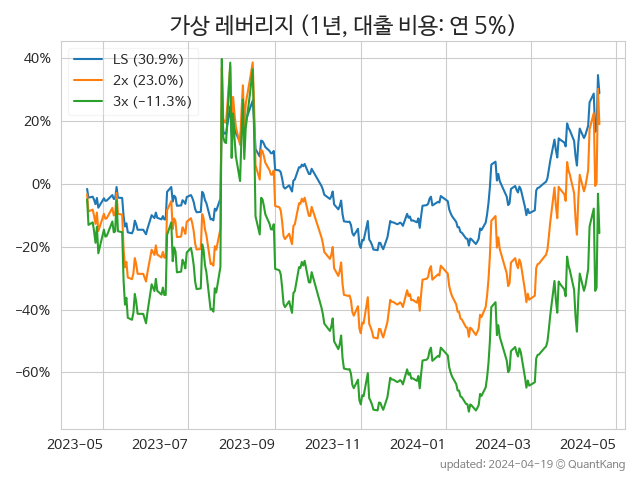 가상 레버리지 (1년, 대출 비용: 연 5%)
LS (30.9%)
2x (23.0%)
3x (−11.3%)
40%
20%
0%
−20%
−40%
−60%
2023-05 2023-07 2023-09 2023-11 2024-01 2024-03 2024-05
updated: 2024-04-19 © QuantKang